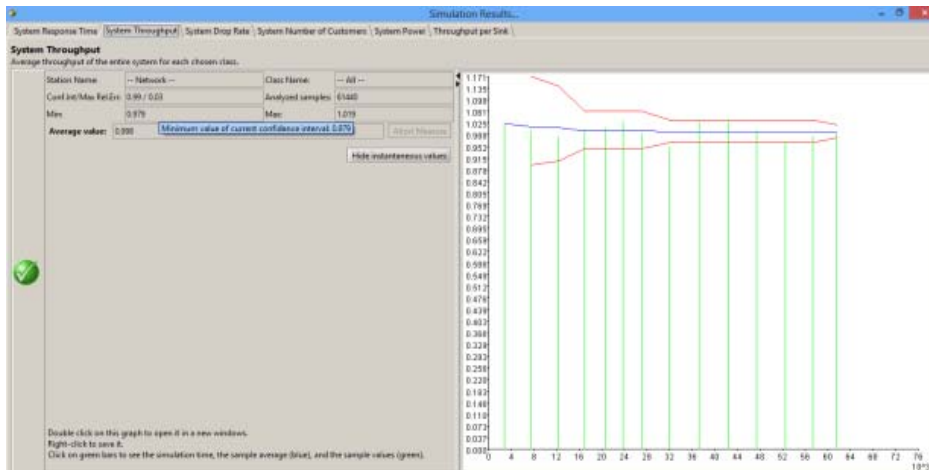 Simulation Results...
System Response Time System Throughput System Drop Rate System Number of Customers System Power Throughput per Sink
System Throughput
Average throughput of the entire system for each chosen class.
Station Name: -- Network -- Class Name: -- All --
Conf.Int/Max Rel.Err: 0.99 / 0.03 Analyzed samples: 61440
Min: 0.979 Max: 1.019
Average value: 0.998 Abort Measure
Minimum value of current confidence interval: 0.979
Hide instantaneous values
Double click on this graph to open it in a new windows.
Right-click to save it.
Click on green bars to see the simulation time, the sample average (blue), and the sample values (green).
1.171
1.135
1.098
1.061
1.025
0.988
0.952
0.915
0.878
0.842
0.805
0.769
0.732
0.695
0.659
0.622
0.586
0.549
0.512
0.476
0.439
0.403
0.366
0.329
0.293
0.256
0.220
0.183
0.146
0.110
0.073
0.037
0.000
0 4 8 12 16 20 24 28 32 36 40 44 48 52 56 60 64 68 72 76